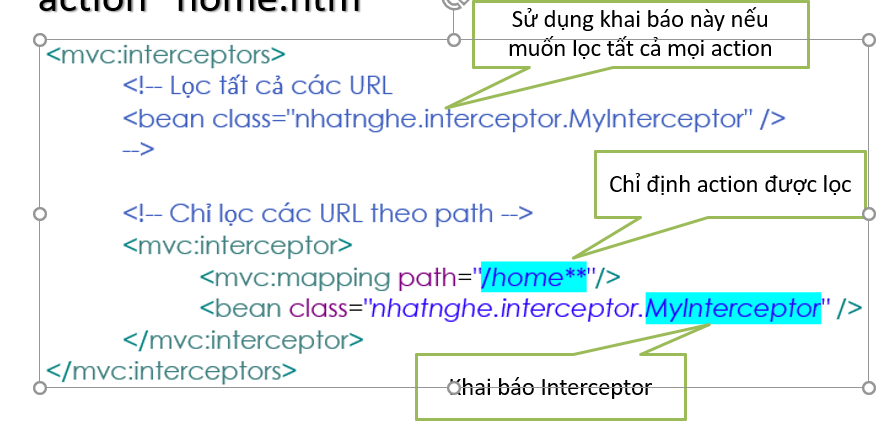 action "home.htm"
Sử dụng khai báo này nếu
muốn lọc tất cả mọi action
<mvc:interceptors>
<!-- Lọc tất cả các URL
<bean class="nhatnghe.interceptor.MyInterceptor" />
-->
Chỉ định action được lọc
<!-- Chỉ lọc các URL theo path -->
<mvc:interceptor>
<mvc:mapping path="/home**"/>
<bean class="nhatnghe.interceptor.MyInterceptor" />
</mvc:interceptor>
</mvc:interceptors>
Khai báo Interceptor